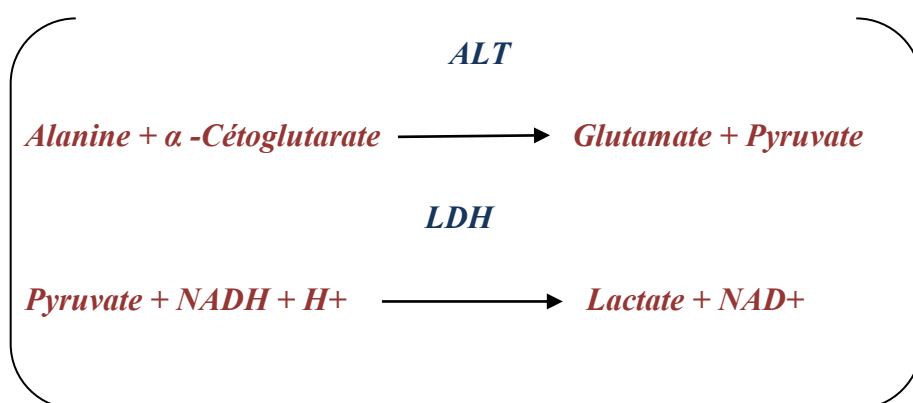 ALT
Alanine + α -Cétoglutarate Glutamate + Pyruvate
LDH
Pyruvate + NADH + H+ Lactate + NAD+